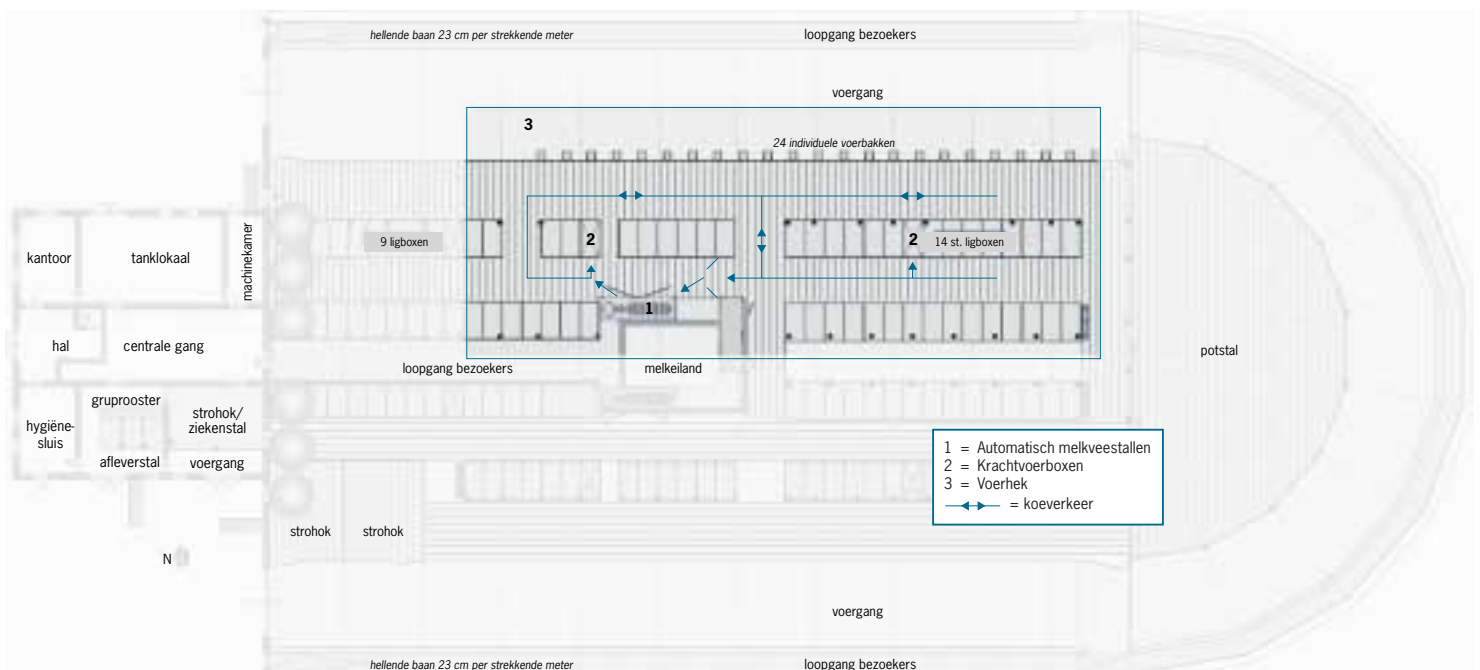 hellende baan 23 cm per strekkende meter
loopgang bezoekers
voergang
3
24 individuele voerbakken
kantoor
tanklokaal
machinekamer
9 ligboxen
2
2
14 st. ligboxen
1
hal
centrale gang
loopgang bezoekers
melkeiland
potstal
gruprooster
hygiëne-
sluis
strohok/
ziekenstal
afleverstal
voergang
1 = Automatisch melkveestallen
2 = Krachtvoerboxen
3 = Voerhek
= koeverkeer
strohok
strohok
N
voergang
hellende baan 23 cm per strekkende meter
loopgang bezoekers